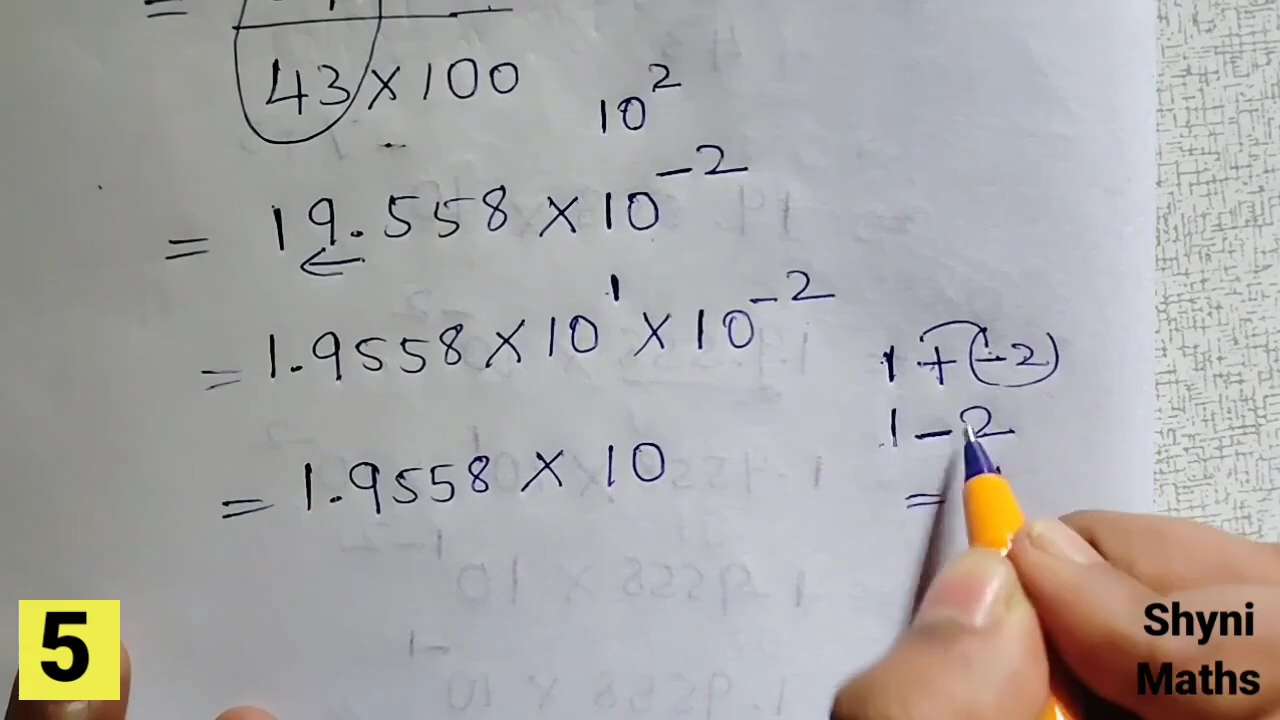 =
43 × 100
10²
= 19.558 × 10⁻²
= 1.9558 × 10¹ × 10⁻²
1 + (-2)
1 - 2
= 1.9558 × 10
=
5
Shyni
Maths